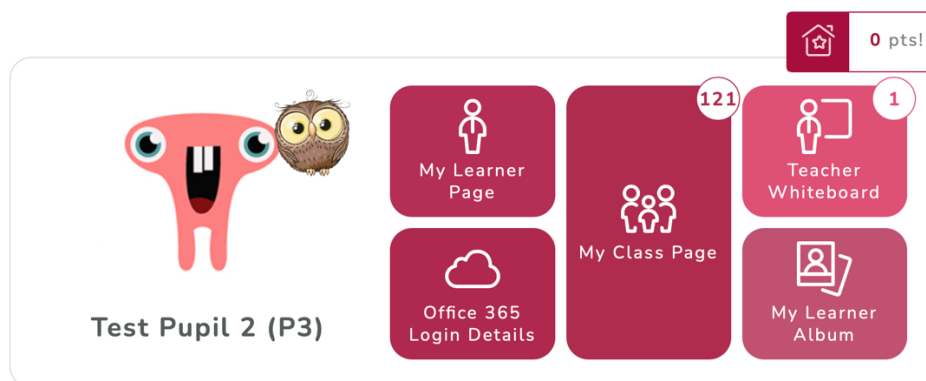 0 pts!
121
1
My Learner
Page
My Class Page
Teacher
Whiteboard
Office 365
Login Details
My Learner
Album
Test Pupil 2 (P3)